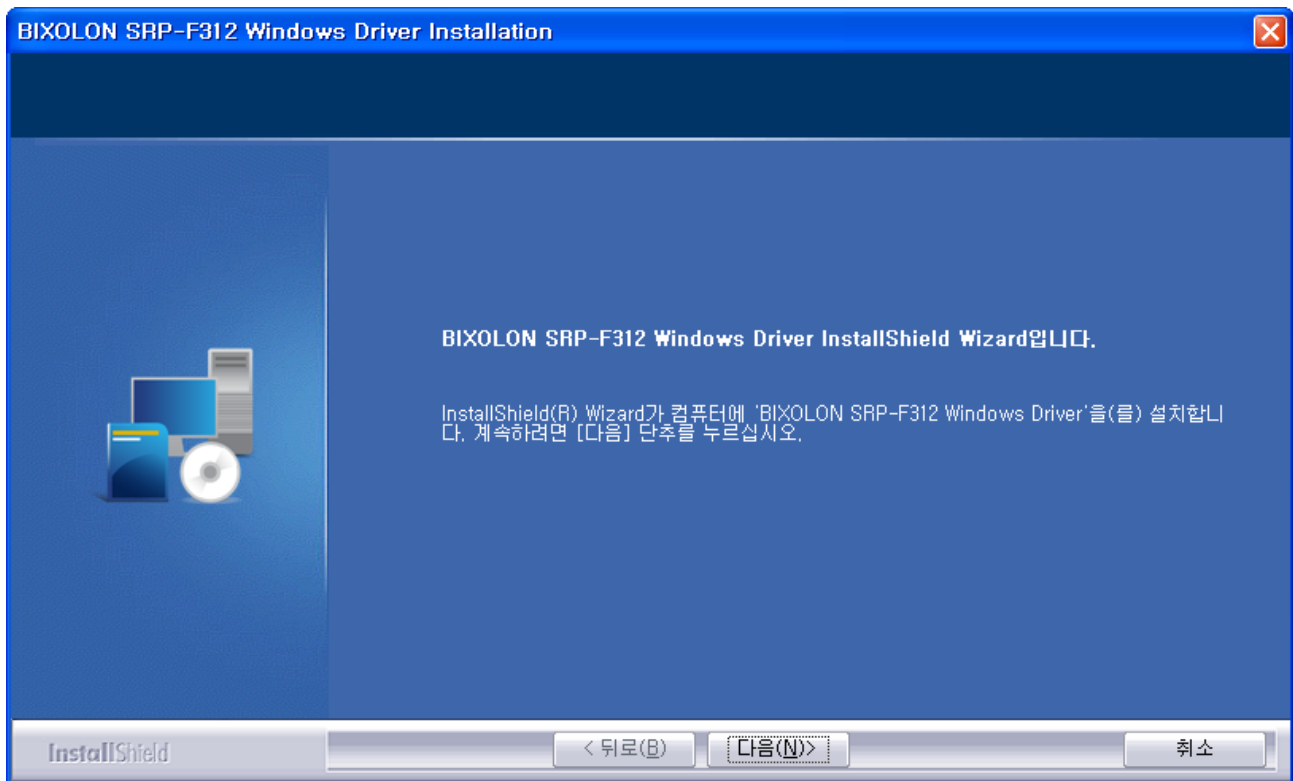 BIXOLON SRP-F312 Windows Driver Installation
BIXOLON SRP-F312 Windows Driver InstallShield Wizard입니다.
InstallShield(R) Wizard가 컴퓨터에 'BIXOLON SRP-F312 Windows Driver'을(를) 설치합니
다. 계속하려면 [다음] 단추를 누르십시오.
InstallShield
< 뒤로(B)
다음(N)>
취소